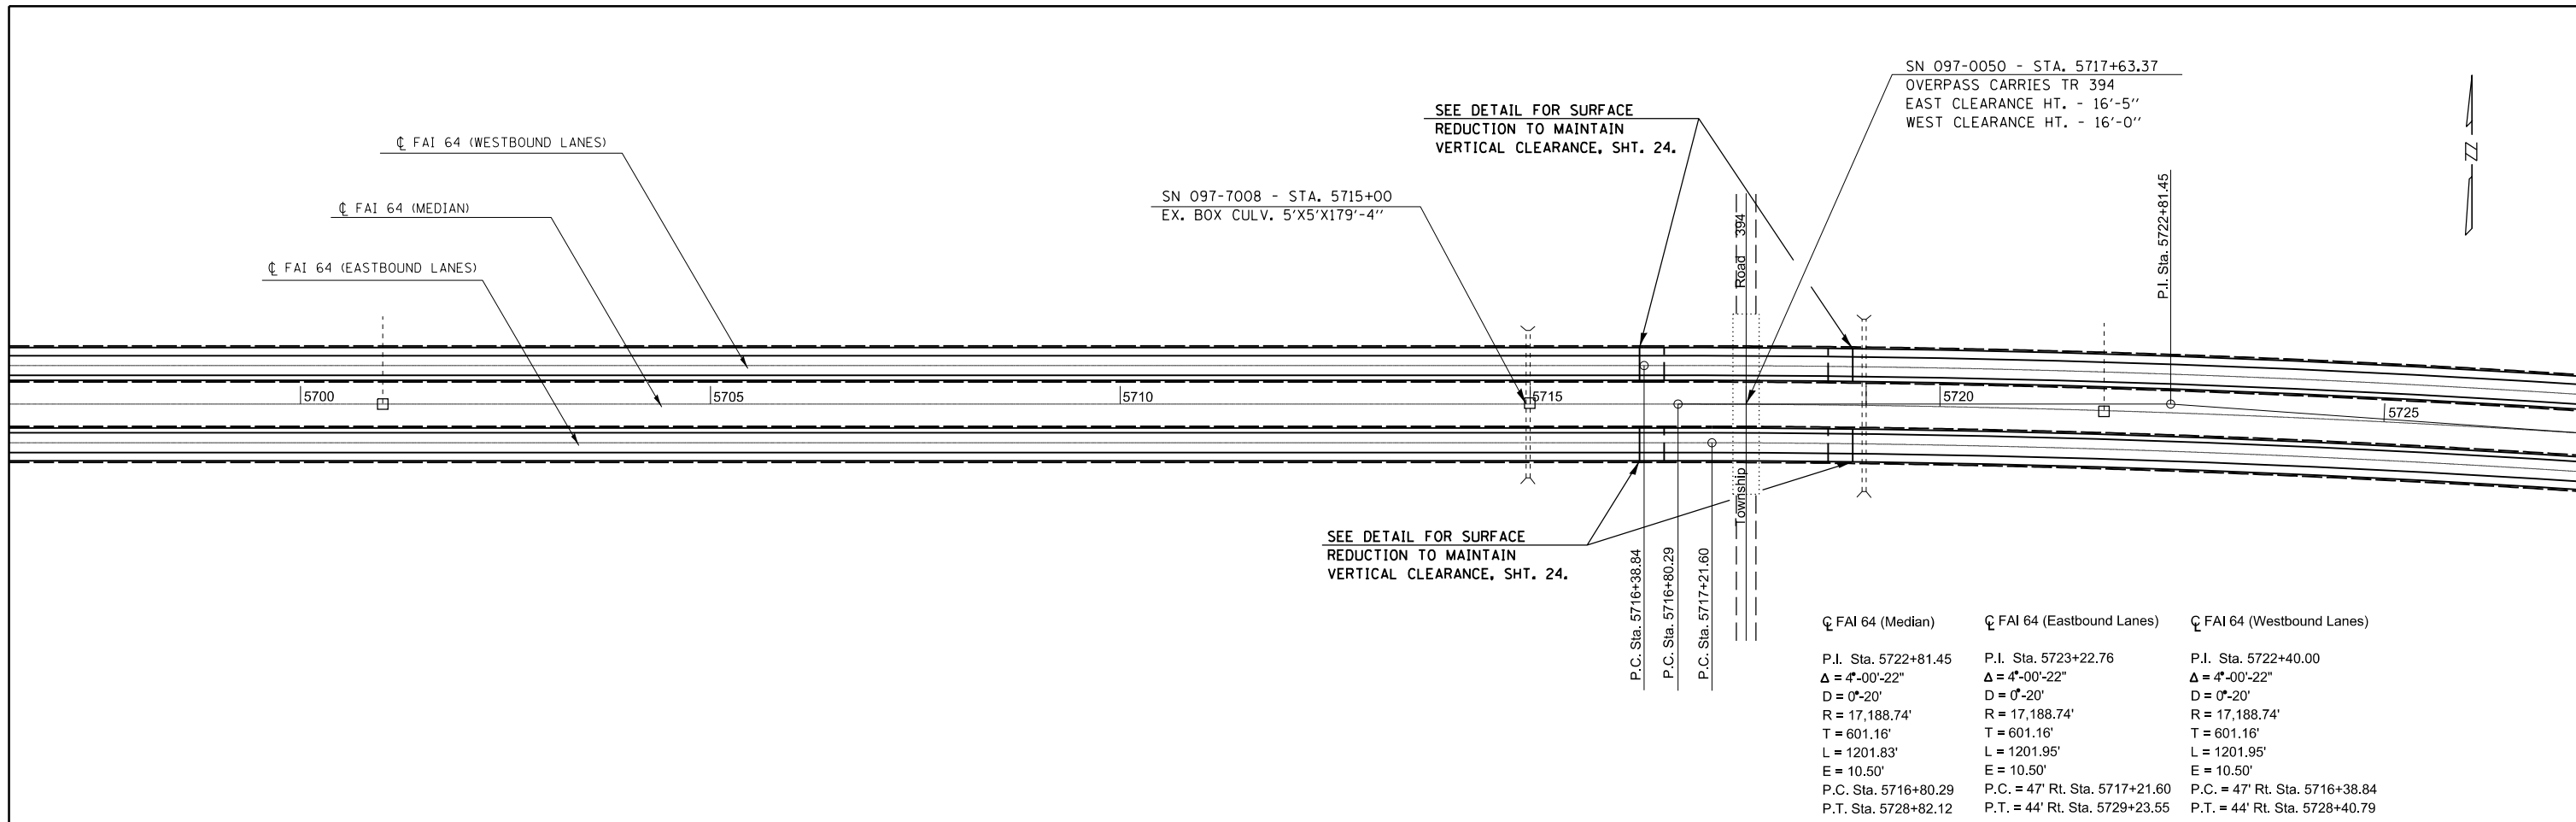 SN 097-0050 - STA. 5717+63.37
OVERPASS CARRIES TR 394
EAST CLEARANCE HT. - 16'-5''
WEST CLEARANCE HT. - 16'-0''
SEE DETAIL FOR SURFACE
REDUCTION TO MAINTAIN
VERTICAL CLEARANCE, SHT. 24.
℄ FAI 64 (WESTBOUND LANES)
SN 097-7008 - STA. 5715+00
EX. BOX CULV. 5'X5'X179'-4''
℄ FAI 64 (MEDIAN)
℄ FAI 64 (EASTBOUND LANES)
N
P.I. Sta. 5722+81.45
Township Road 394
5700
5705
5710
5715
5720
5725
SEE DETAIL FOR SURFACE
REDUCTION TO MAINTAIN
VERTICAL CLEARANCE, SHT. 24.
P.C. Sta. 5716+38.84
P.C. Sta. 5716+80.29
P.C. Sta. 5717+21.60
℄ FAI 64 (Median)
P.I. Sta. 5722+81.45
Δ = 4°-00'-22"
D = 0°-20'
R = 17,188.74'
T = 601.16'
L = 1201.83'
E = 10.50'
P.C. Sta. 5716+80.29
P.T. Sta. 5728+82.12
℄ FAI 64 (Eastbound Lanes)
P.I. Sta. 5723+22.76
Δ = 4°-00'-22"
D = 0°-20'
R = 17,188.74'
T = 601.16'
L = 1201.95'
E = 10.50'
P.C. = 47' Rt. Sta. 5717+21.60
P.T. = 44' Rt. Sta. 5729+23.55
℄ FAI 64 (Westbound Lanes)
P.I. Sta. 5722+40.00
Δ = 4°-00'-22"
D = 0°-20'
R = 17,188.74'
T = 601.16'
L = 1201.95'
E = 10.50'
P.C. = 47' Rt. Sta. 5716+38.84
P.T. = 44' Rt. Sta. 5728+40.79